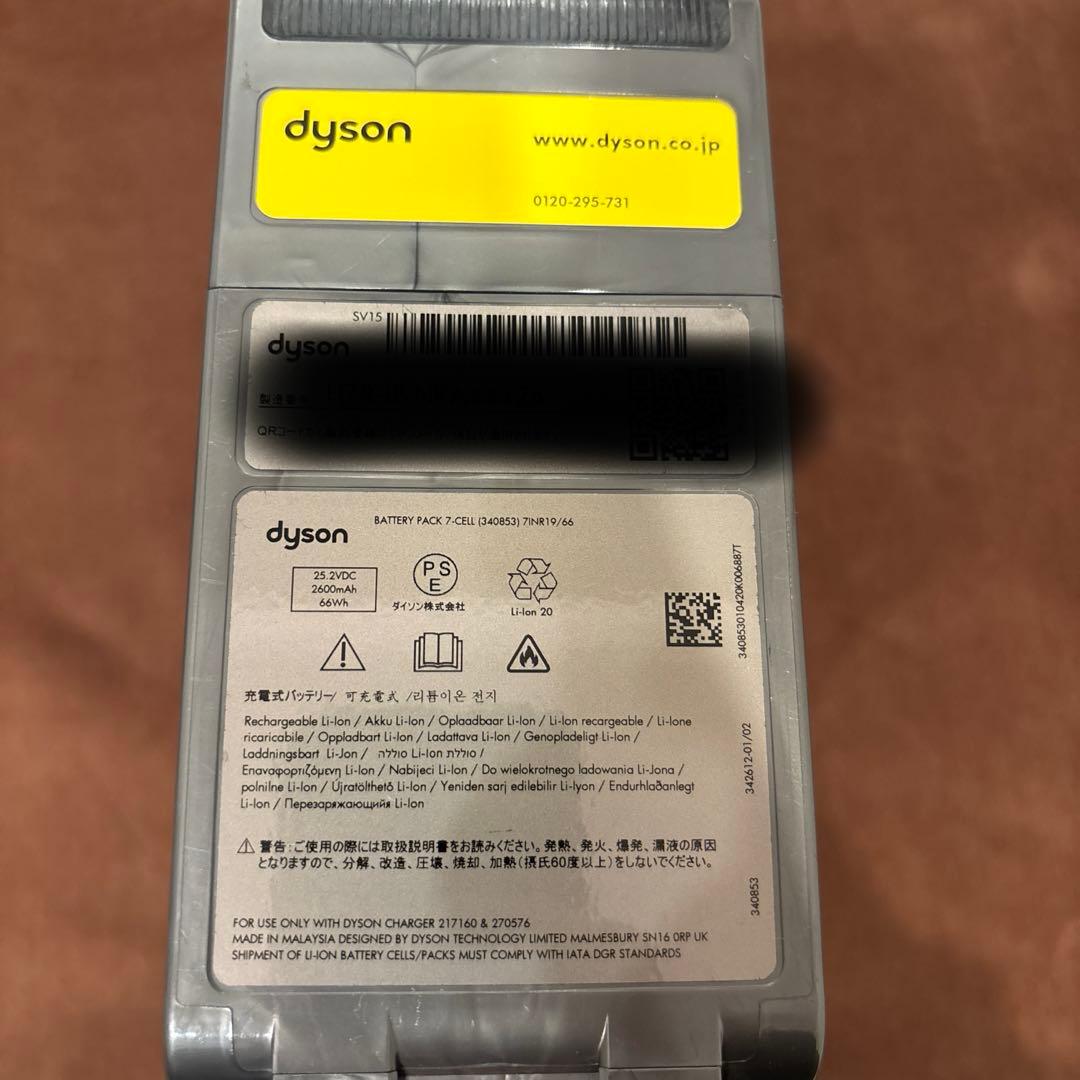 dyson
www.dyson.co.jp
0120-295-731
SV15
dyson
製造番号
QRコード
dyson
BATTERY PACK 7-CELL (340853) 7INR19/66
25.2VDC
2600mAh
66Wh
PS
E
ダイソン株式会社
Li-Ion 20
340853010420K006887T
充電式バッテリー/ 可充電式 /리튬이온 전지
Rechargeable Li-Ion / Akku Li-Ion / Oplaadbaar Li-Ion / Li-Ion recargeable / Li-Ione
ricaricabile / Oppladbart Li-Ion / Ladattava Li-Ion / Genopladeligt Li-Ion /
Laddningsbart Li-Jon / סוללה Li-Ion סוללת /
Επαναφορτιζόμενη Li-Ion / Nabíjecí Li-Ion / Do wielokrotnego ładowania Li-Jona /
polnilne Li-Ion / Újratölthető Li-Ion / Yeniden sarj edilebilir Li-Iyon / Endurhlaðanlegt
Li-Ion / Перезаряжающийя Li-Ion
342612-01/02
警告:ご使用の際には取扱説明書をお読みください。発熱、発火、爆発、漏液の原因
となりますので、分解、改造、圧壊、焼却、加熱(摂氏60度以上)をしないでください。
340853
FOR USE ONLY WITH DYSON CHARGER 217160 & 270576
MADE IN MALAYSIA DESIGNED BY DYSON TECHNOLOGY LIMITED MALMESBURY SN16 0RP UK
SHIPMENT OF LI-ION BATTERY CELLS/PACKS MUST COMPLY WITH IATA DGR STANDARDS